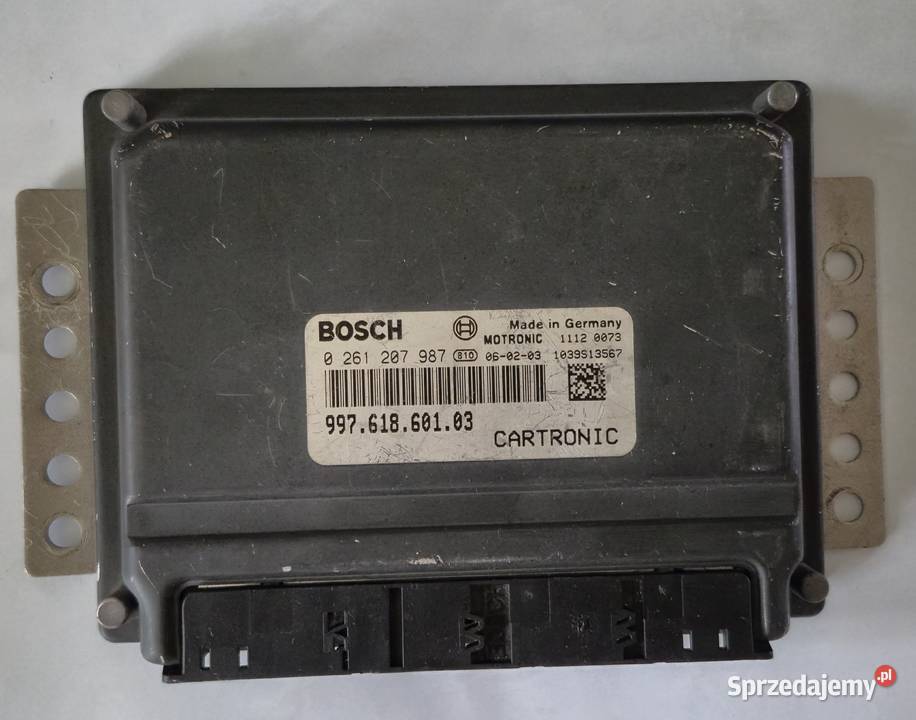 BOSCH
Made in Germany
MOTRONIC 1112 0073
0 261 207 987 810 06-02-03 1039S13567
997.618.601.03
CARTRONIC
Sprzedajemy.pl